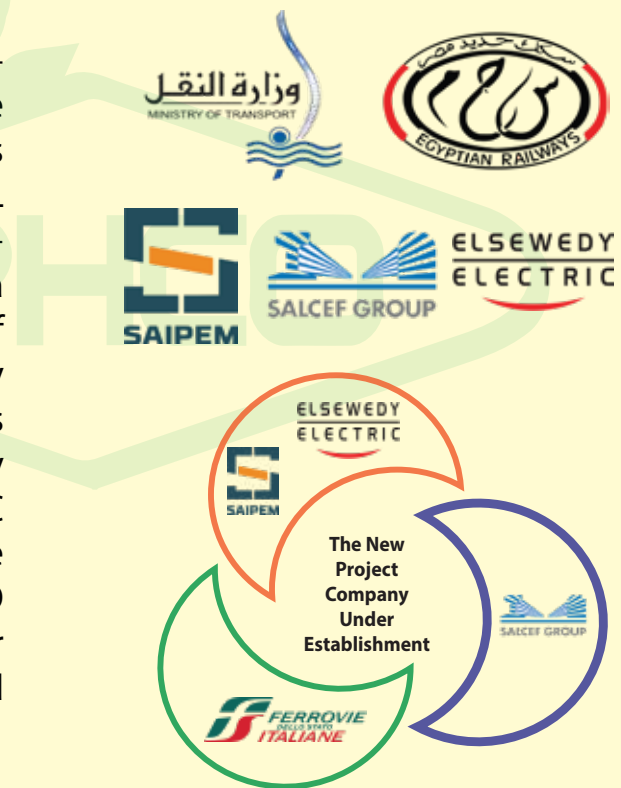 وزارة النقل
MINISTRY OF TRANSPORT
سكك حديد مصر
س ح م
EGYPTIAN RAILWAYS
SAIPEM
SALCEF GROUP
ELSEWEDY
ELECTRIC
ELSEWEDY
ELECTRIC
SAIPEM
The New
Project
Company
Under
Establishment
SALCEF GROUP
FERROVIE
DELLO STATO
ITALIANE